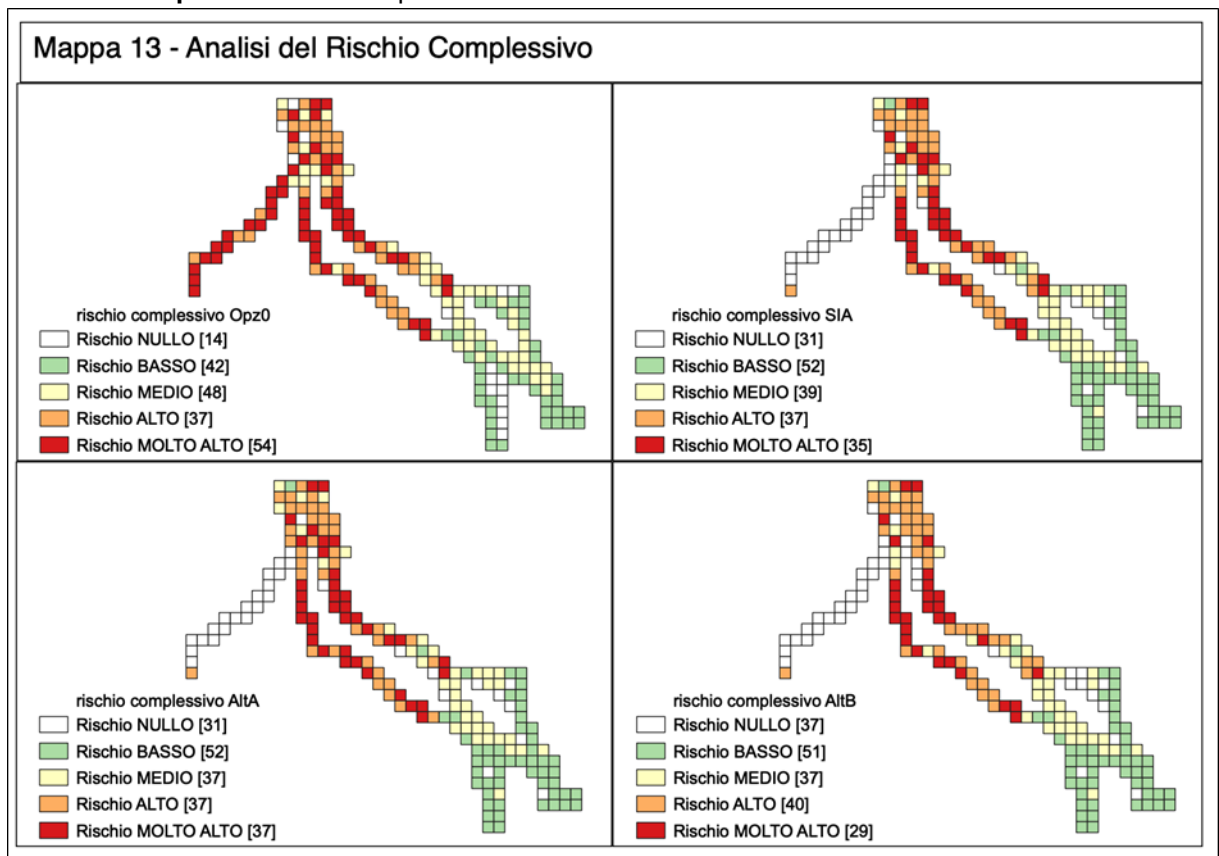 Mappa 13 - Analisi del Rischio Complessivo
rischio complessivo Opz0
Rischio NULLO [14]
Rischio BASSO [42]
Rischio MEDIO [48]
Rischio ALTO [37]
Rischio MOLTO ALTO [54]
rischio complessivo SIA
Rischio NULLO [31]
Rischio BASSO [52]
Rischio MEDIO [39]
Rischio ALTO [37]
Rischio MOLTO ALTO [35]
rischio complessivo AltA
Rischio NULLO [31]
Rischio BASSO [52]
Rischio MEDIO [37]
Rischio ALTO [37]
Rischio MOLTO ALTO [37]
rischio complessivo AltB
Rischio NULLO [37]
Rischio BASSO [51]
Rischio MEDIO [37]
Rischio ALTO [40]
Rischio MOLTO ALTO [29]